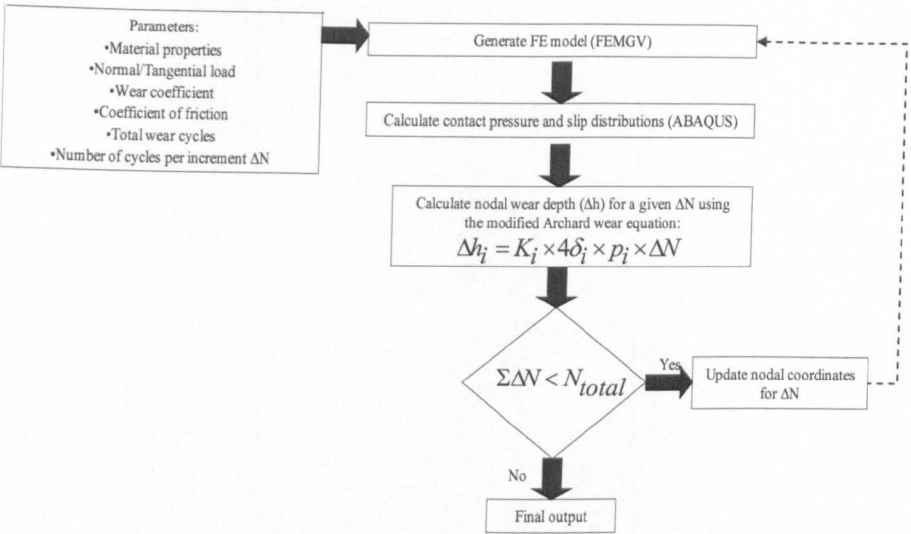 Parameters:
•Material properties
•Normal/Tangential load
•Wear coefficient
•Coefficient of friction
•Total wear cycles
•Number of cycles per increment ΔN
Generate FE model (FEMGV)
Calculate contact pressure and slip distributions (ABAQUS)
Calculate nodal wear depth (Δh) for a given ΔN using
the modified Archard wear equation:
Δh_i = K_i × 4δ_i × p_i × ΔN
ΣΔN < N_total
Yes
Update nodal coordinates
for ΔN
No
Final output